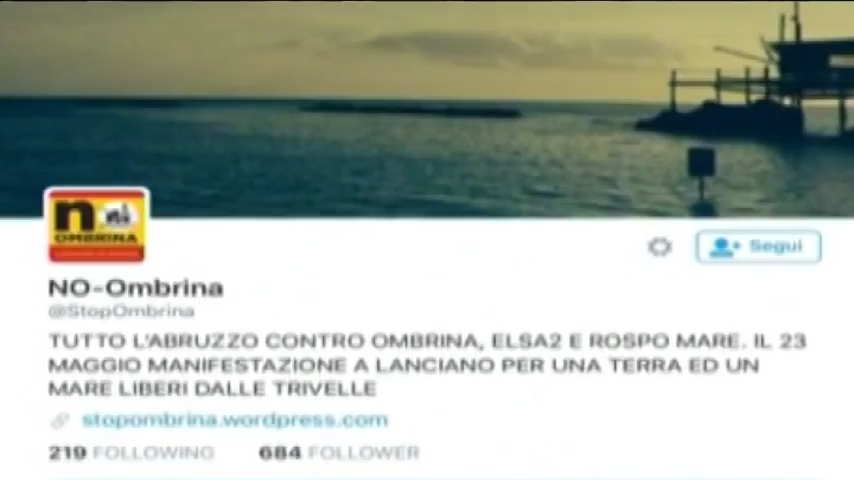 OMBRINA
Segui
NO-Ombrina
@StopOmbrina
TUTTO L'ABRUZZO CONTRO OMBRINA, ELSA2 E ROSPO MARE. IL 23
MAGGIO MANIFESTAZIONE A LANCIANO PER UNA TERRA ED UN
MARE LIBERI DALLE TRIVELLE
stopombrina.wordpress.com
219 FOLLOWING 684 FOLLOWER